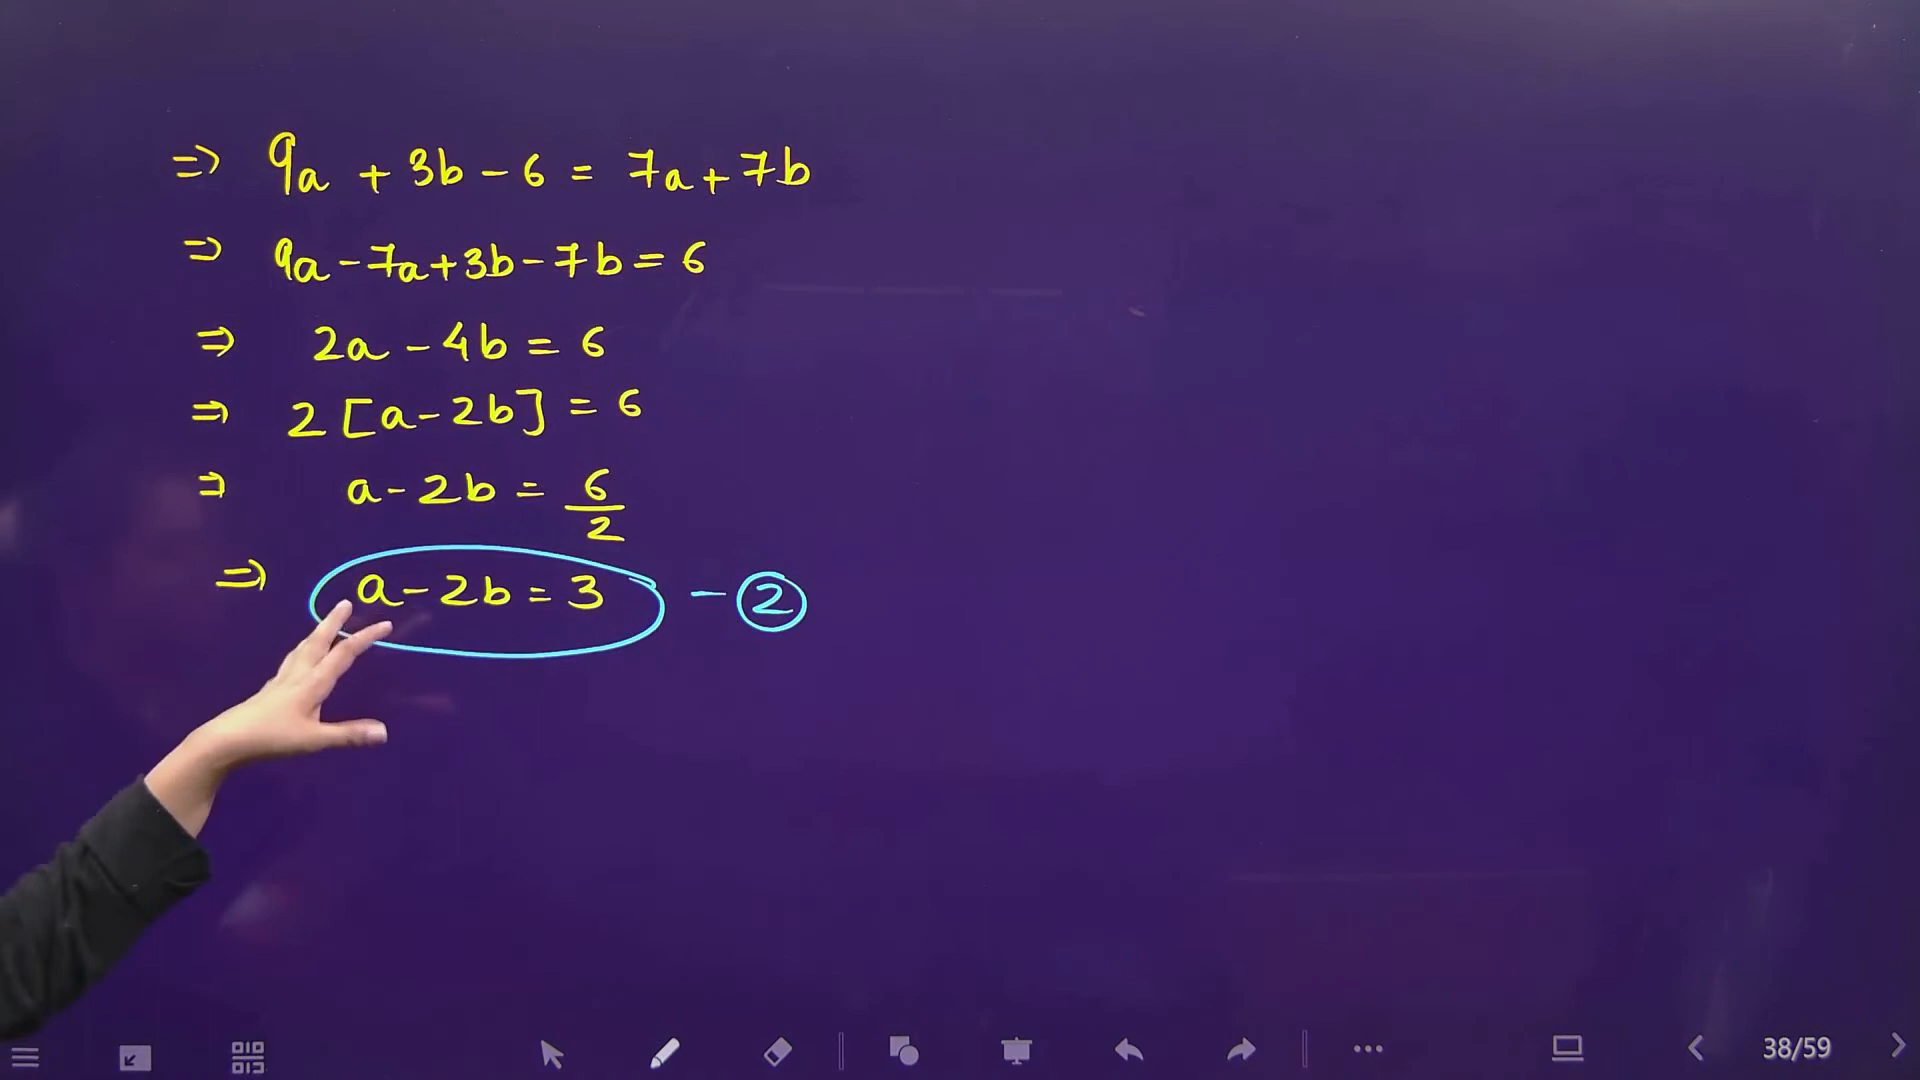 ⇒ 9a + 3b - 6 = 7a + 7b
⇒ 9a - 7a + 3b - 7b = 6
⇒ 2a - 4b = 6
⇒ 2 [a - 2b] = 6
⇒ a - 2b = 6/2
⇒ a - 2b = 3 — ②
38/59